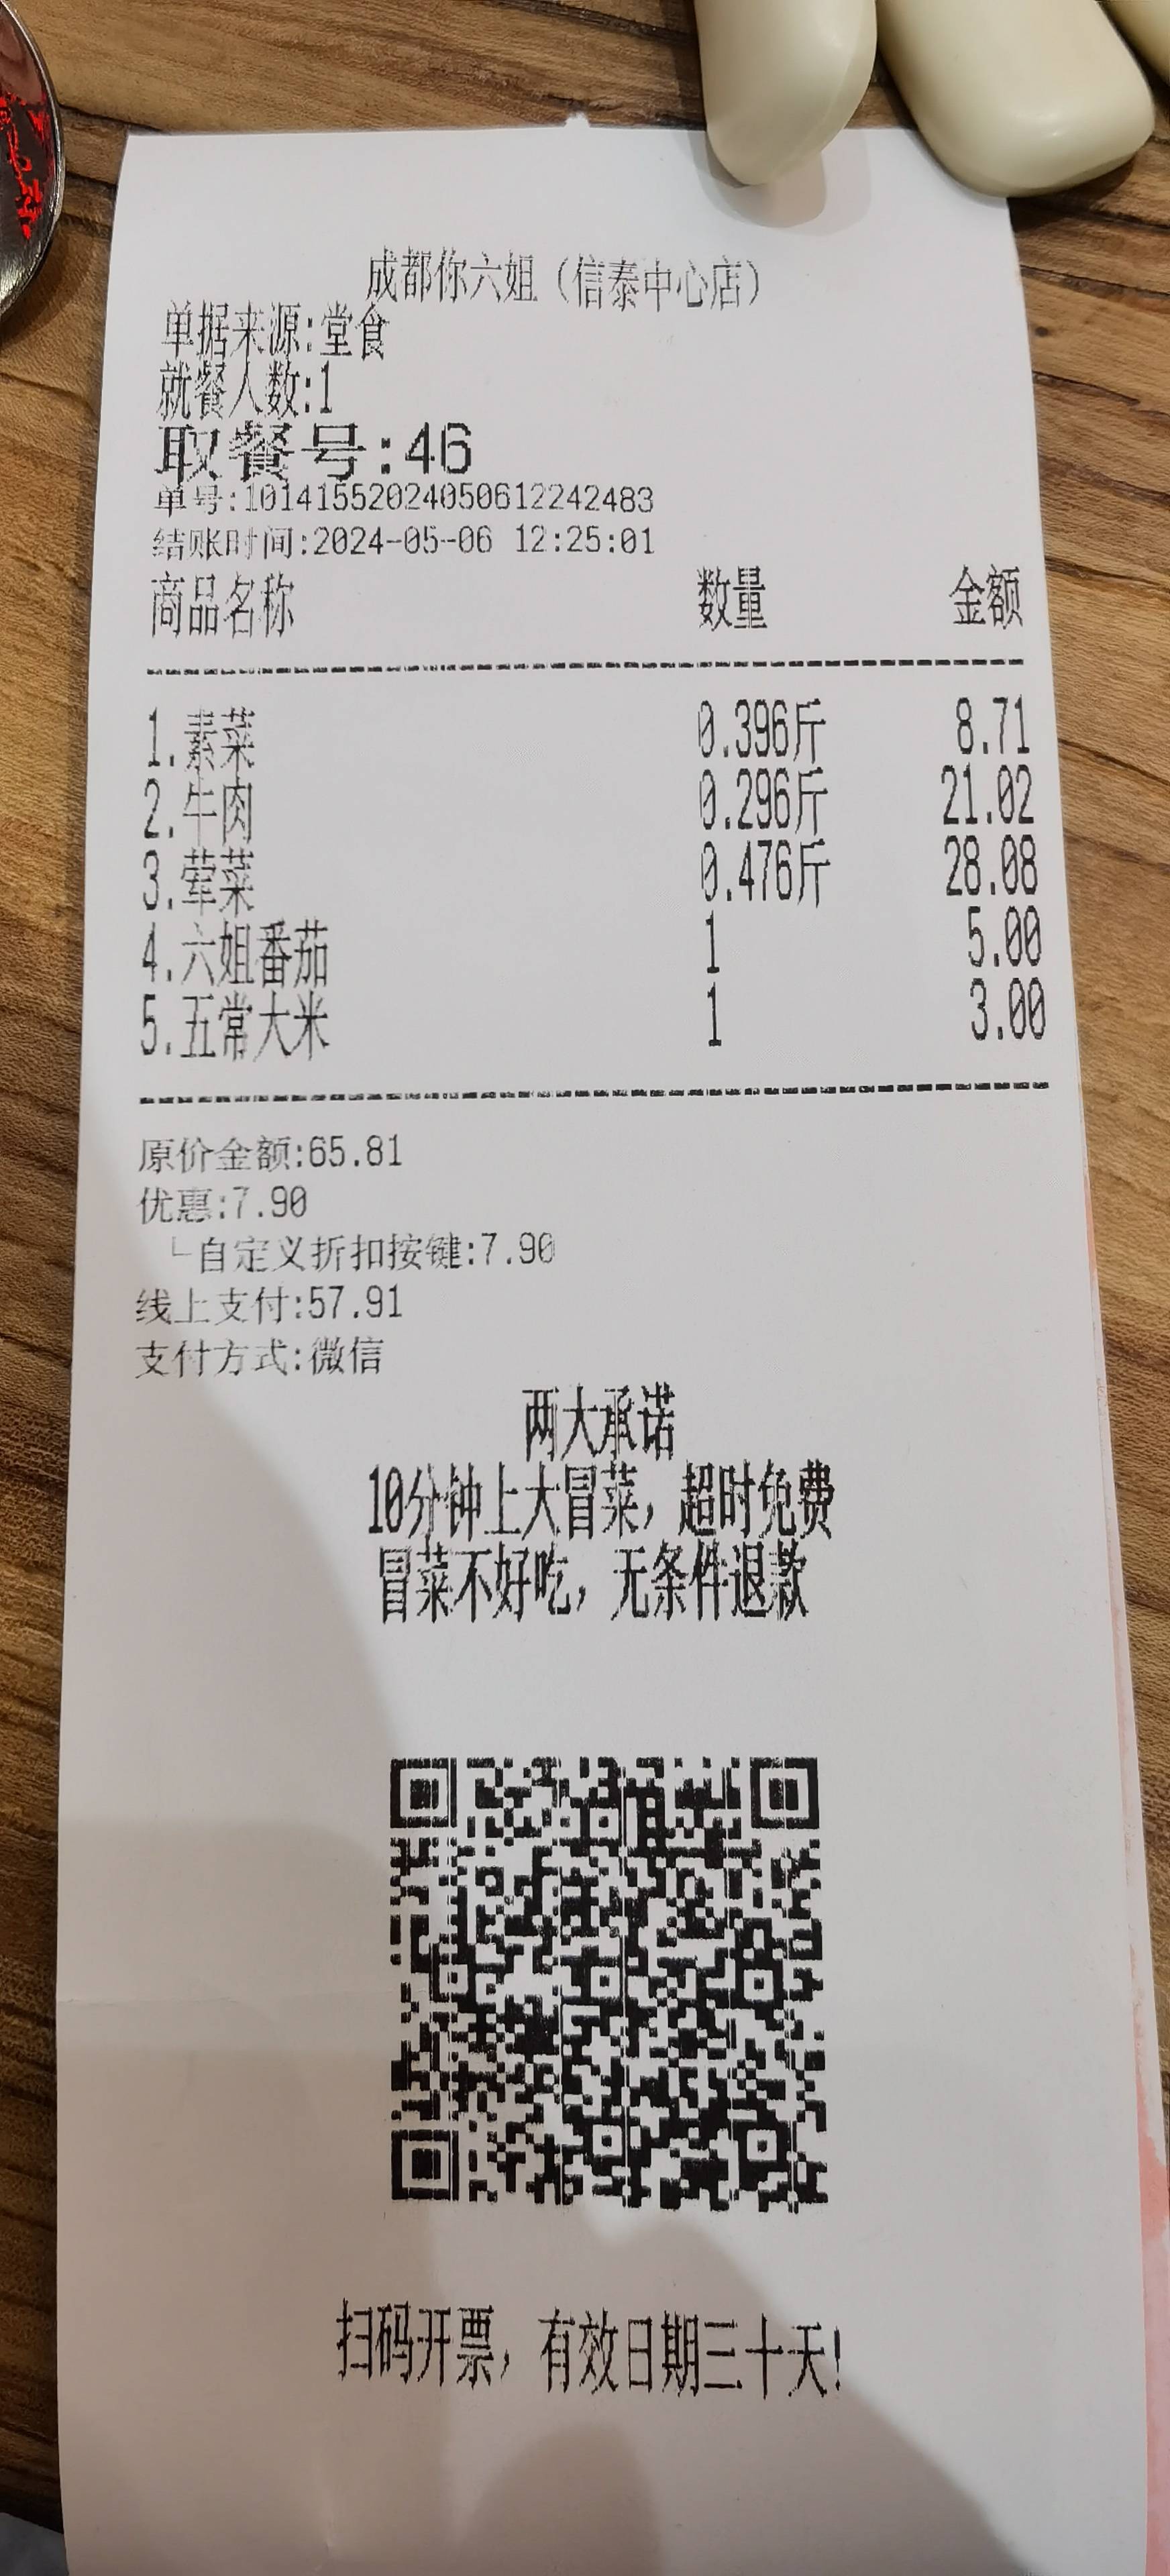 成都你六姐（信泰中心店）
单据来源:堂食
就餐人数:1
取餐号:46
单号:10141552024050612242483
结账时间:2024-05-06 12:25:01
商品名称 数量 金额
1.素菜 0.396斤 8.71
2.牛肉 0.296斤 21.02
3.荤菜 0.476斤 28.08
4.六姐番茄 1 5.00
5.五常大米 1 3.00
原价金额:65.81
优惠:7.90
└自定义折扣按键:7.90
线上支付:57.91
支付方式:微信
两大承诺
10分钟上大冒菜，超时免费
冒菜不好吃，无条件退款
扫码开票，有效日期三十天!